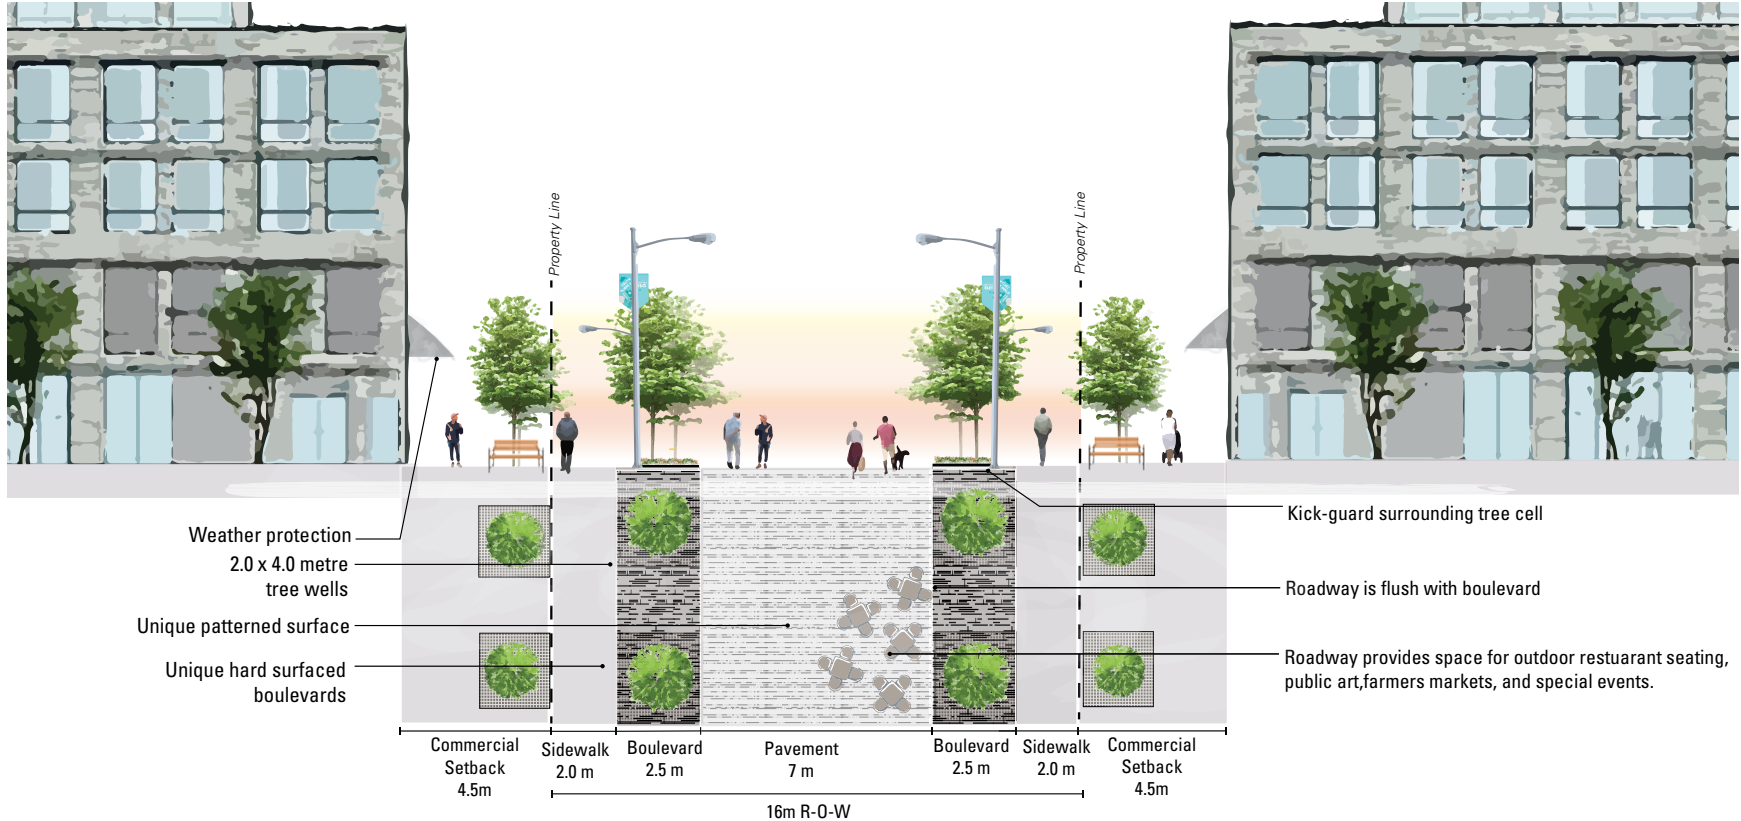 Property Line
Property Line
Weather protection
2.0 x 4.0 metre
tree wells
Unique patterned surface
Unique hard surfaced
boulevards
Kick-guard surrounding tree cell
Roadway is flush with boulevard
Roadway provides space for outdoor restuarant seating,
public art,farmers markets, and special events.
Commercial
Setback
4.5m
Sidewalk
2.0 m
Boulevard
2.5 m
Pavement
7 m
Boulevard
2.5 m
Sidewalk
2.0 m
Commercial
Setback
4.5m
16m R-O-W